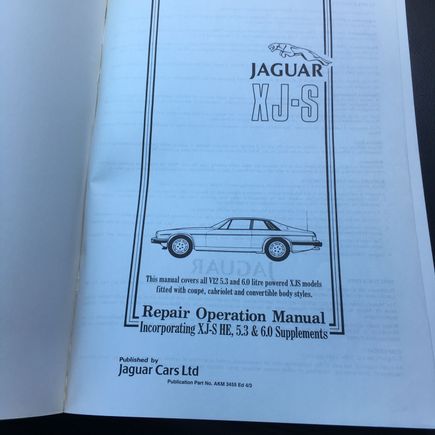 JAGUAR
XJ-S
This manual covers all V12 5.3 and 6.0 litre powered XJS models
fitted with coupé, cabriolet and convertible body styles.
Repair Operation Manual
Incorporating XJ-S HE, 5.3 & 6.0 Supplements
Published by
Jaguar Cars Ltd
Publication Part No. AKM 3455 Ed 4/3